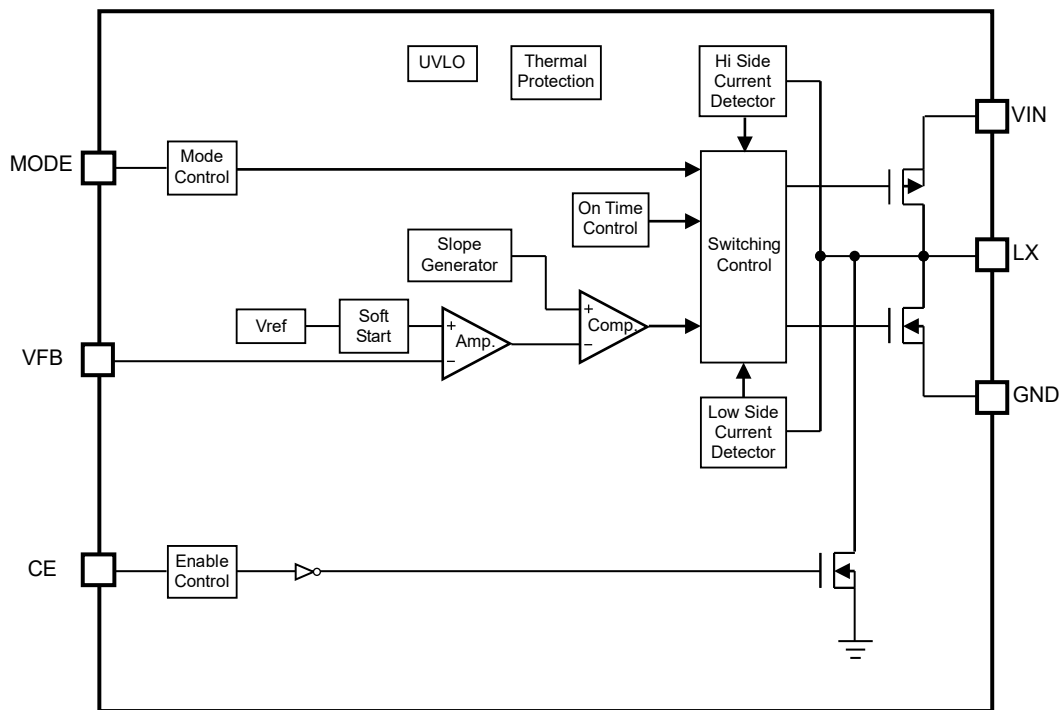 UVLO
Thermal
Protection
Hi Side
Current
Detector
VIN
MODE
Mode
Control
On Time
Control
Switching
Control
Slope
Generator
LX
Vref
Soft
Start
+
Amp.
−
+
Comp.
−
VFB
GND
Low Side
Current
Detector
CE
Enable
Control